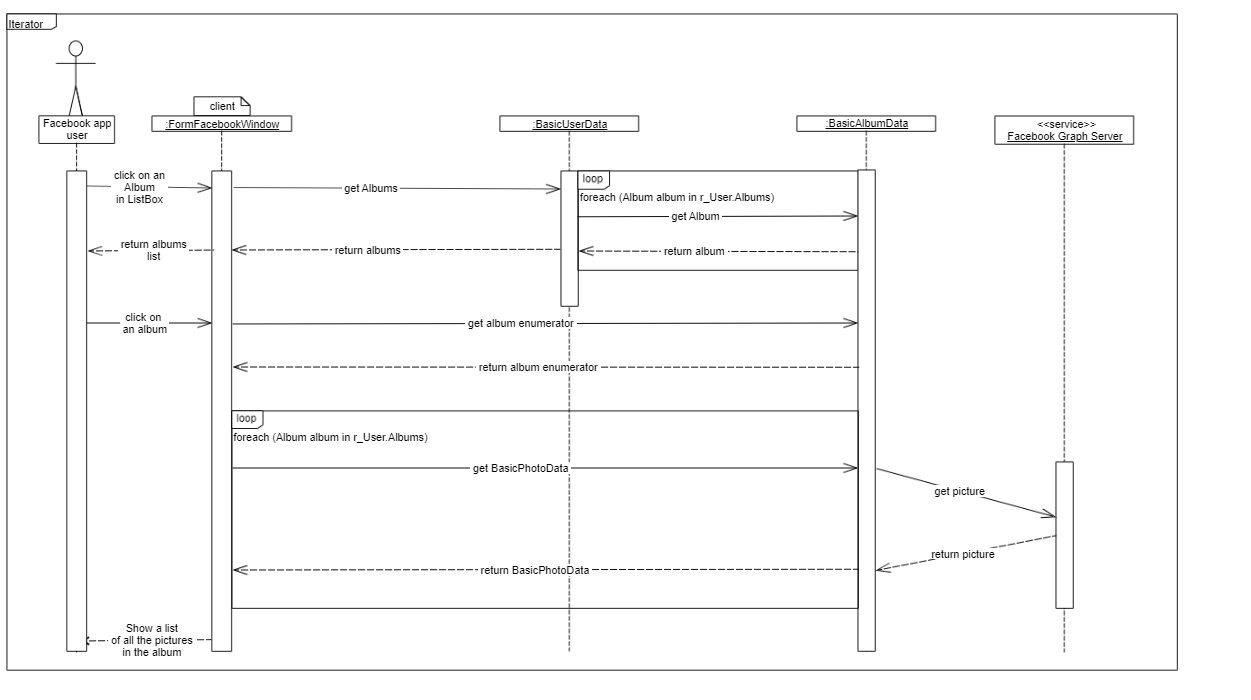 Iterator
client
Facebook app
user
:FormFacebookWindow
:BasicUserData
:BasicAlbumData
<<service>>
Facebook Graph Server
click on an
Album
in ListBox
get Albums
loop
foreach (Album album in r_User.Albums)
get Album
return albums
list
return albums
return album
click on
an album
get album enumerator
return album enumerator
loop
foreach (Album album in r_User.Albums)
get BasicPhotoData
get picture
return picture
return BasicPhotoData
Show a list
of all the pictures
in the album